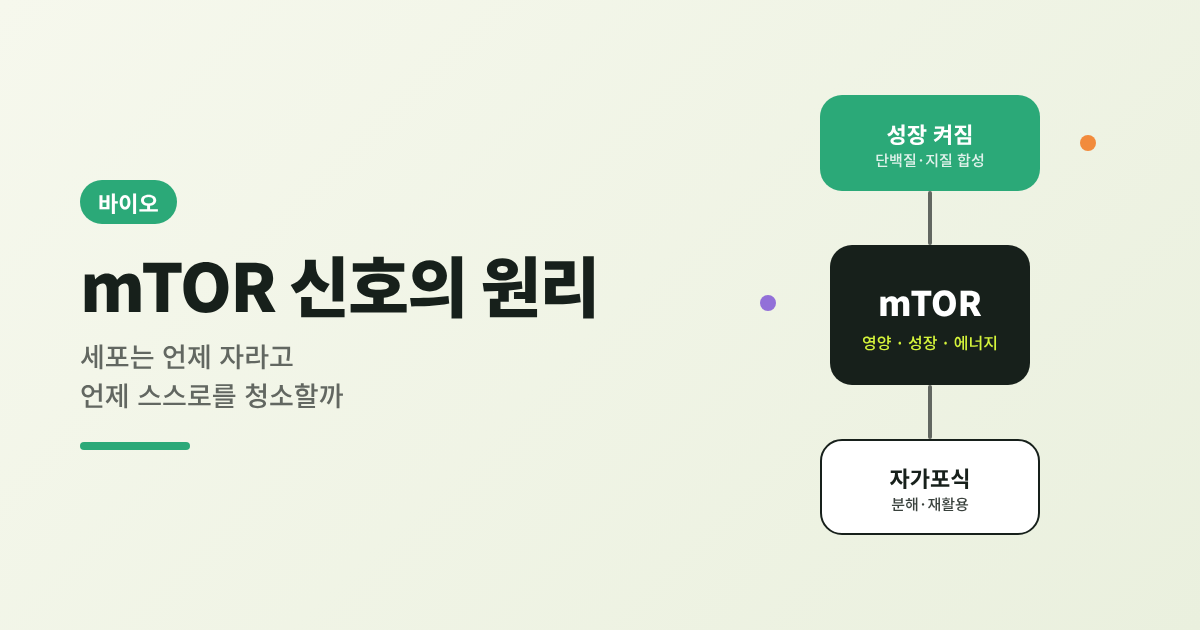 바이오
mTOR 신호의 원리
세포는 언제 자라고
언제 스스로를 청소할까
성장 켜짐
단백질·지질 합성
mTOR
영양 · 성장 · 에너지
자가포식
분해·재활용